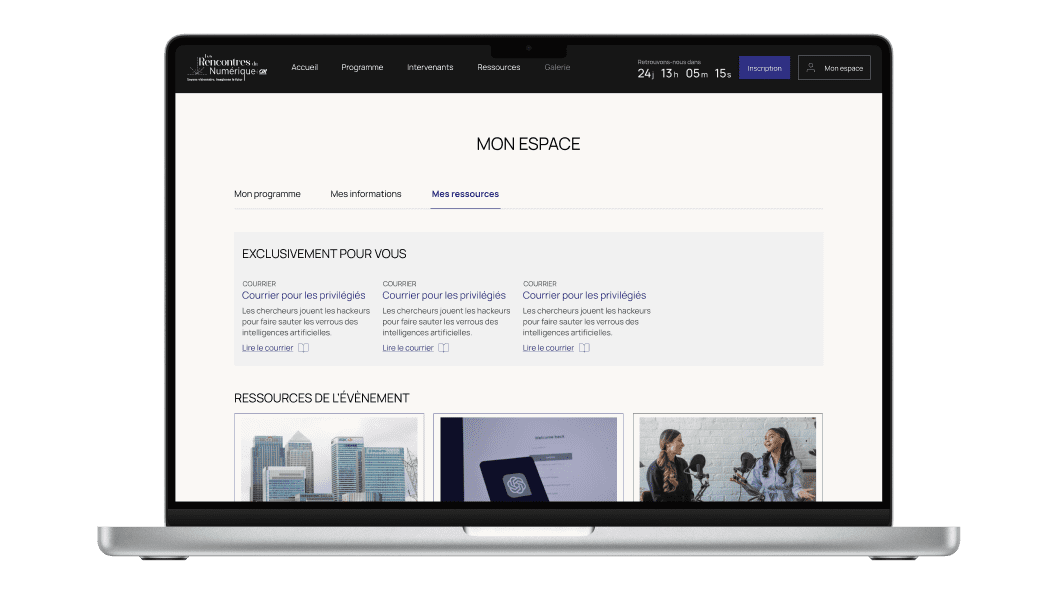 Les
Rencontres du
Numérique
Accueil
Programme
Intervenants
Ressources
Galerie
Retrouvons-nous dans
24j 13h 05m 15s
Inscription
Mon espace
MON ESPACE
Mon programme
Mes informations
Mes ressources
EXCLUSIVEMENT POUR VOUS
COURRIER
Courrier pour les privilégiés
Les chercheurs jouent les hackeurs
pour faire sauter les verrous des
intelligences artificielles.
Lire le courrier
COURRIER
Courrier pour les privilégiés
Les chercheurs jouent les hackeurs
pour faire sauter les verrous des
intelligences artificielles.
Lire le courrier
COURRIER
Courrier pour les privilégiés
Les chercheurs jouent les hackeurs
pour faire sauter les verrous des
intelligences artificielles.
Lire le courrier
RESSOURCES DE L'ÉVÈNEMENT
Welcome back